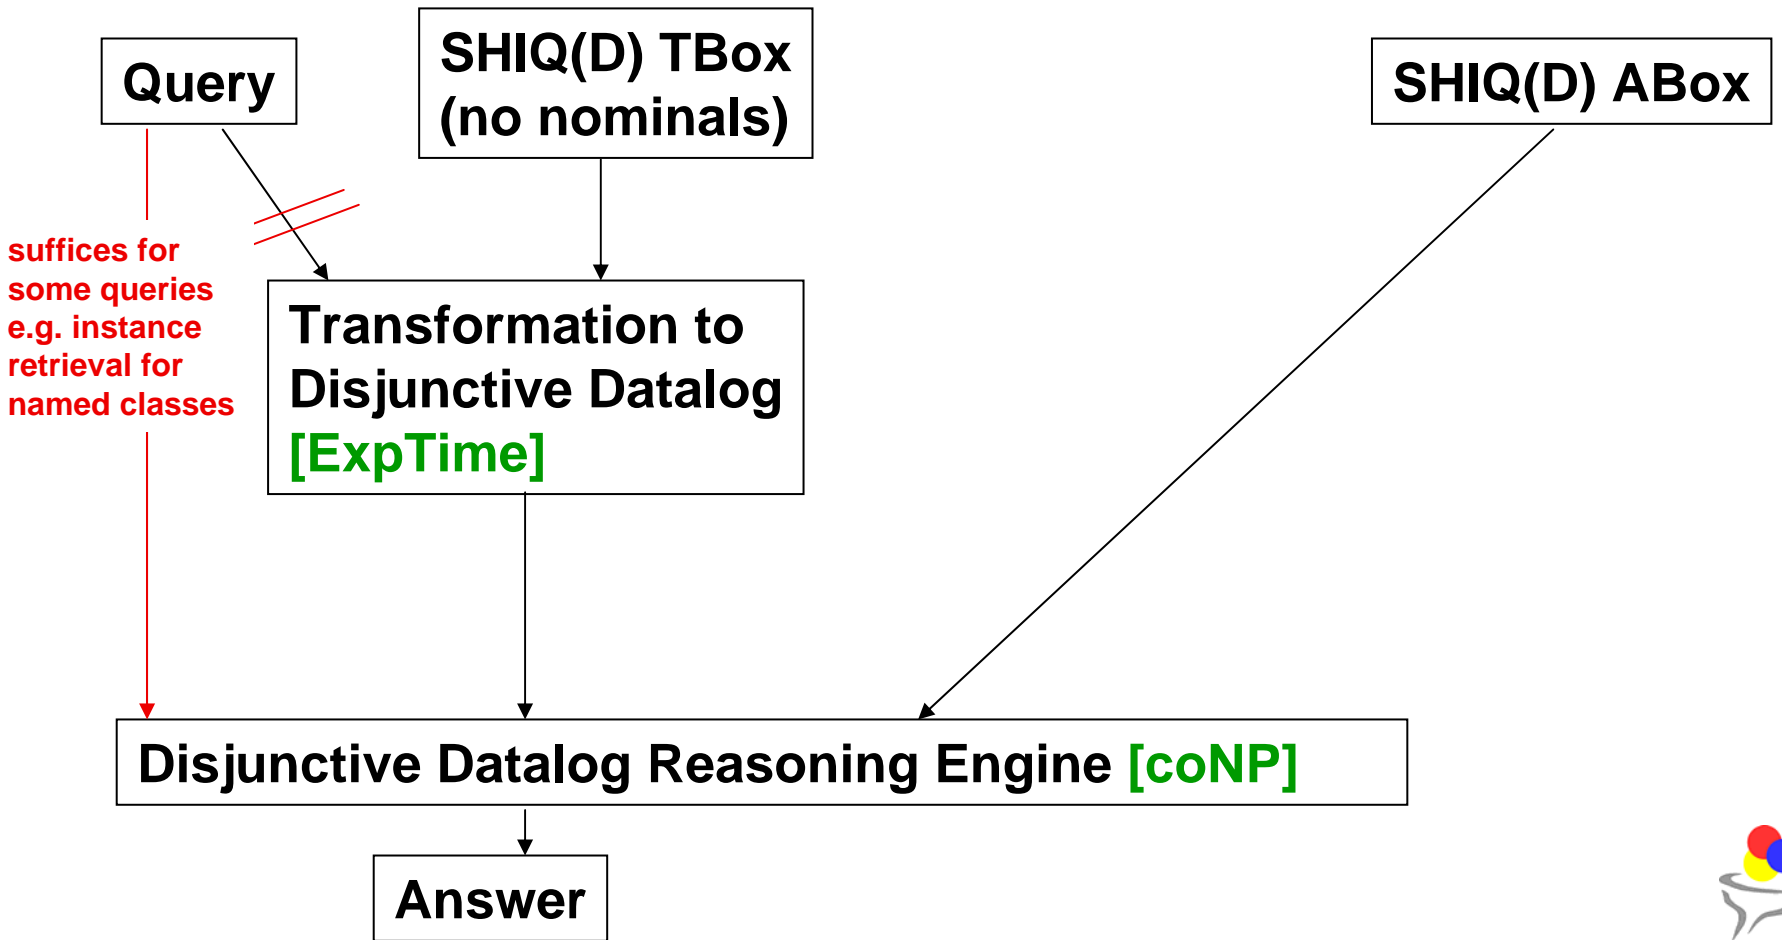 Query
SHIQ(D) TBox
(no nominals)
SHIQ(D) ABox
suffices for
some queries
e.g. instance
retrieval for
named classes
Transformation to
Disjunctive Datalog
[ExpTime]
Disjunctive Datalog Reasoning Engine [coNP]
Answer